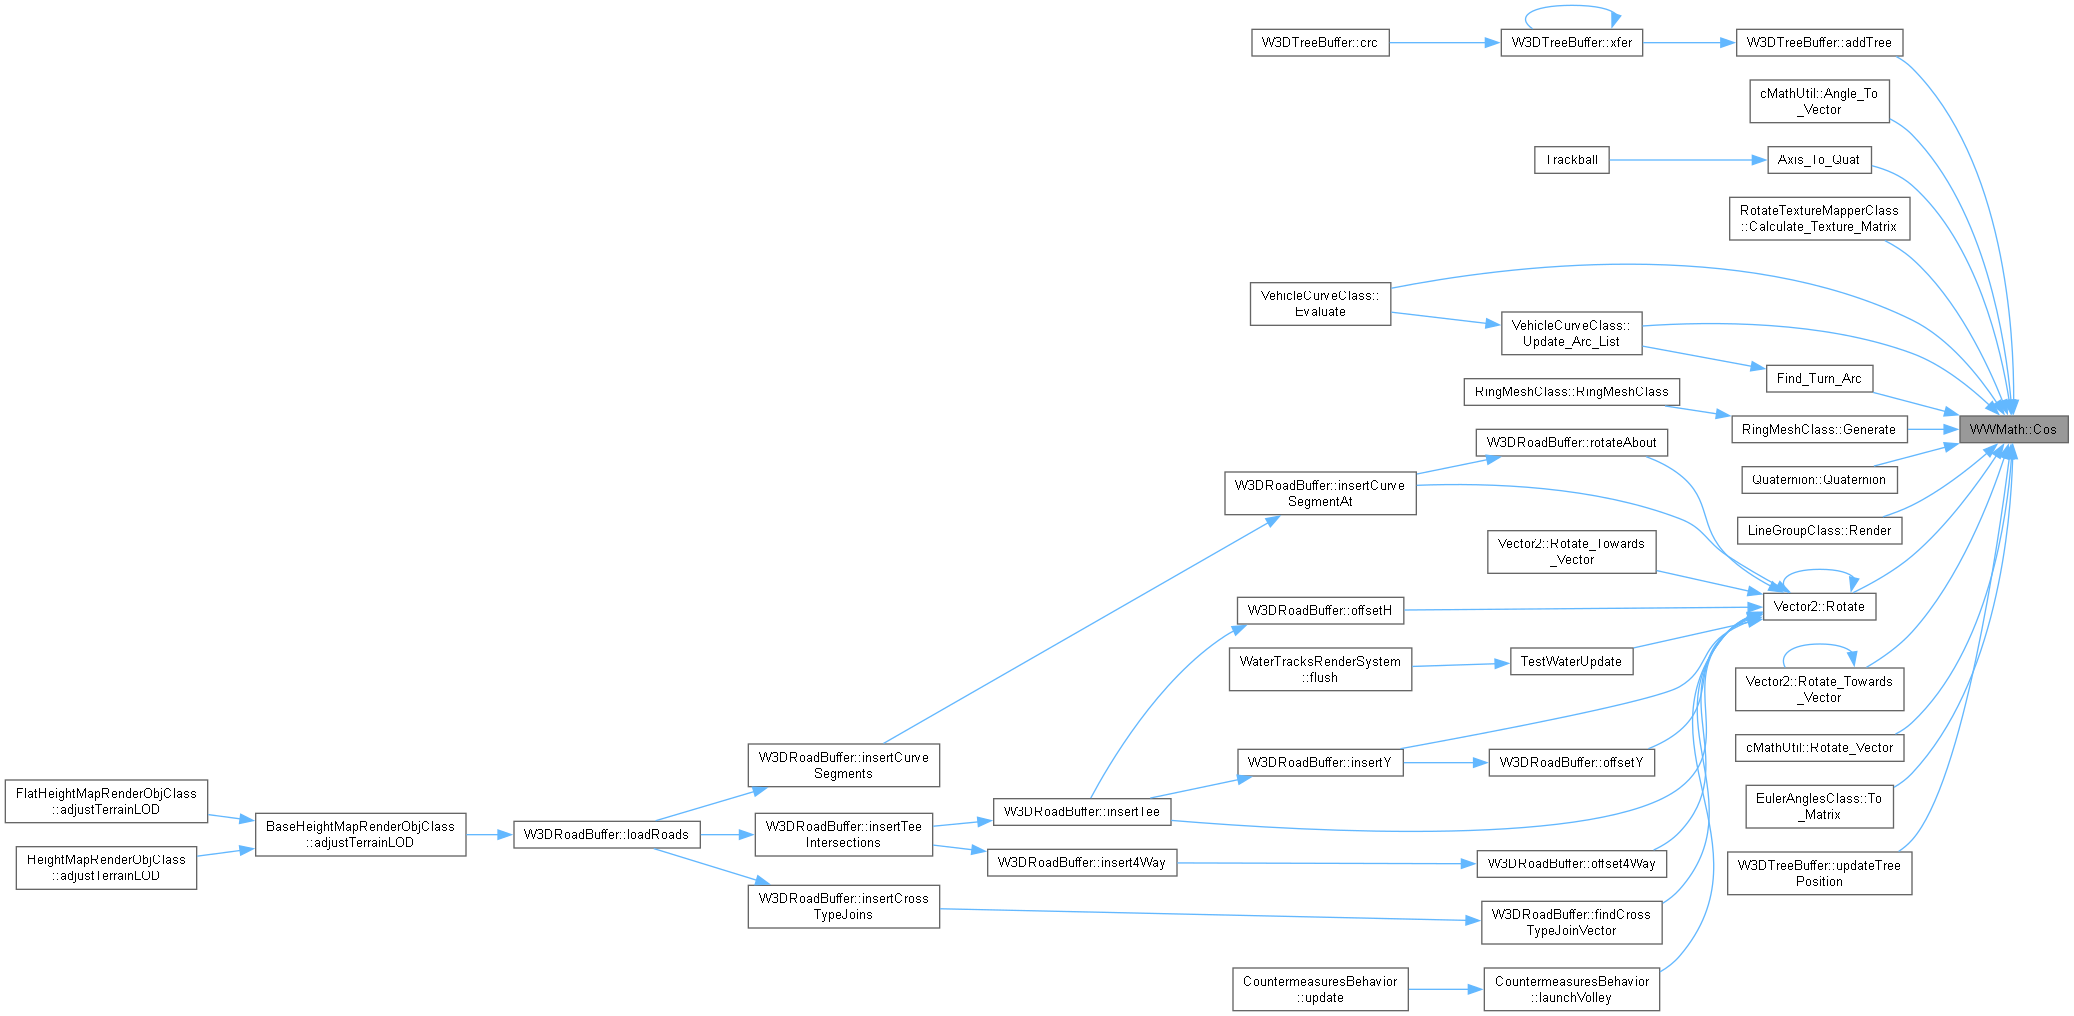 W3DTreeBuffer::crc
W3DTreeBuffer::xfer
W3DTreeBuffer::addTree
cMathUtil::Angle_To
_Vector
Trackball
Axis_To_Quat
RotateTextureMapperClass
::Calculate_Texture_Matrix
VehicleCurveClass::
Evaluate
VehicleCurveClass::
Update_Arc_List
Find_Turn_Arc
RingMeshClass::RingMeshClass
RingMeshClass::Generate
WWMath::Cos
W3DRoadBuffer::rotateAbout
W3DRoadBuffer::insertCurve
SegmentAt
Quaternion::Quaternion
LineGroupClass::Render
Vector2::Rotate_Towards
_Vector
W3DRoadBuffer::offsetH
Vector2::Rotate
WaterTracksRenderSystem
::flush
TestWaterUpdate
Vector2::Rotate_Towards
_Vector
cMathUtil::Rotate_Vector
W3DRoadBuffer::insertCurve
Segments
W3DRoadBuffer::insertY
W3DRoadBuffer::offsetY
FlatHeightMapRenderObjClass
::adjustTerrainLOD
EulerAnglesClass::To
_Matrix
BaseHeightMapRenderObjClass
::adjustTerrainLOD
W3DRoadBuffer::loadRoads
W3DRoadBuffer::insertTee
Intersections
W3DRoadBuffer::insertTee
HeightMapRenderObjClass
::adjustTerrainLOD
W3DRoadBuffer::insert4Way
W3DRoadBuffer::offset4Way
W3DTreeBuffer::updateTree
Position
W3DRoadBuffer::insertCross
TypeJoins
W3DRoadBuffer::findCross
TypeJoinVector
CountermeasuresBehavior
::update
CountermeasuresBehavior
::launchVolley